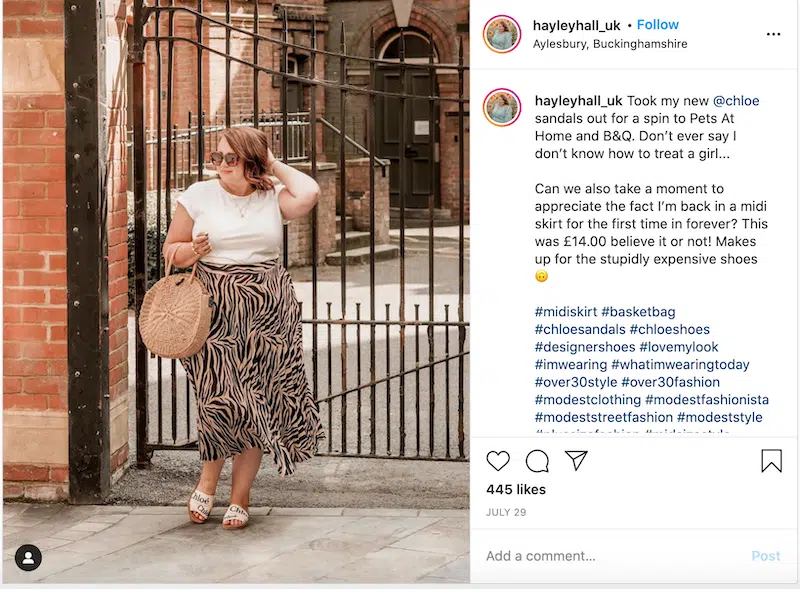 hayleyhall_uk • Follow
Aylesbury, Buckinghamshire
hayleyhall_uk Took my new @chloe
sandals out for a spin to Pets At
Home and B&Q. Don’t ever say I
don’t know how to treat a girl...
Can we also take a moment to
appreciate the fact I’m back in a midi
skirt for the first time in forever? This
was £14.00 believe it or not! Makes
up for the stupidly expensive shoes
🙃
#midiskirt #basketbag
#chloesandals #chloeshoes
#designershoes #lovemylook
#imwearing #whatimwearingtoday
#over30style #over30fashion
#modestclothing #modestfashionista
#modeststreetfashion #modeststyle
445 likes
JULY 29
Add a comment...
Post
Chloé